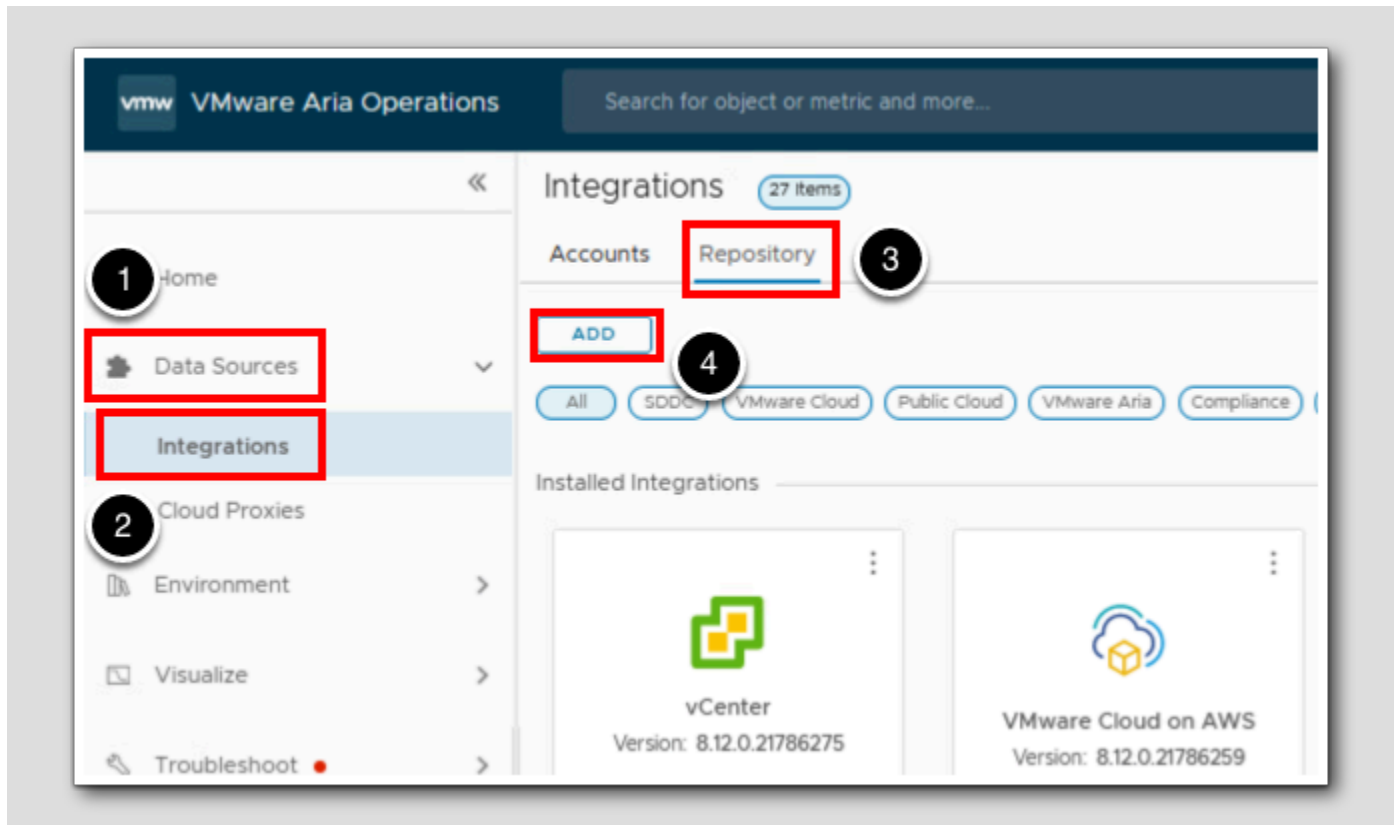 vmw VMware Aria Operations
Search for object or metric and more...
Integrations 27 Items
Accounts Repository 3
1 Home
ADD
4
Data Sources
All SDDC VMware Cloud Public Cloud VMware Aria Compliance
Integrations
Installed Integrations
2 Cloud Proxies
Environment
Visualize
vCenter
Version: 8.12.0.21786275
VMware Cloud on AWS
Version: 8.12.0.21786259
Troubleshoot